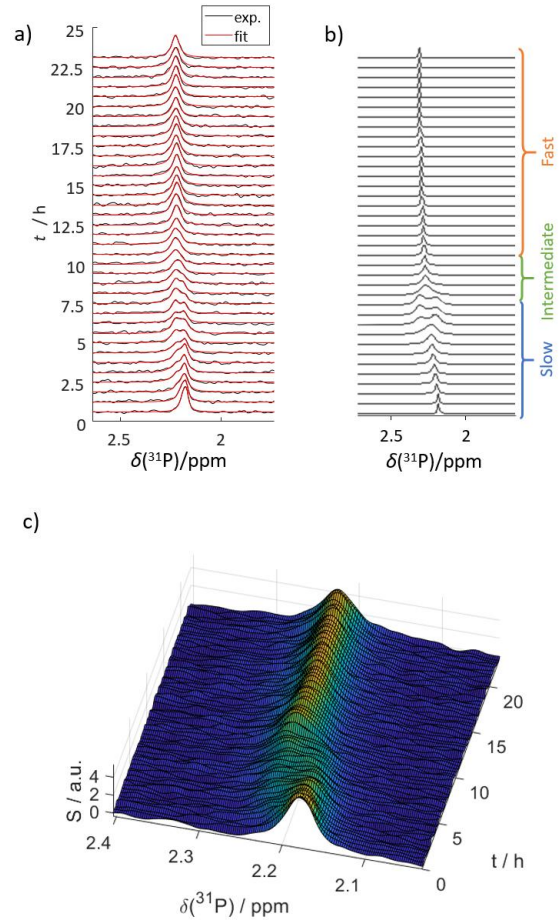 a)
exp.
fit
25
22.5
20
17.5
15
12.5
10
7.5
5
2.5
0
t / h
2.5
2
δ(³¹P)/ppm
b)
Fast
Intermediate
Slow
2.5
2
δ(³¹P)/ppm
c)
4
2
0
S / a.u.
2.4
2.3
2.2
2.1
δ(³¹P) / ppm
0
5
10
15
20
t / h